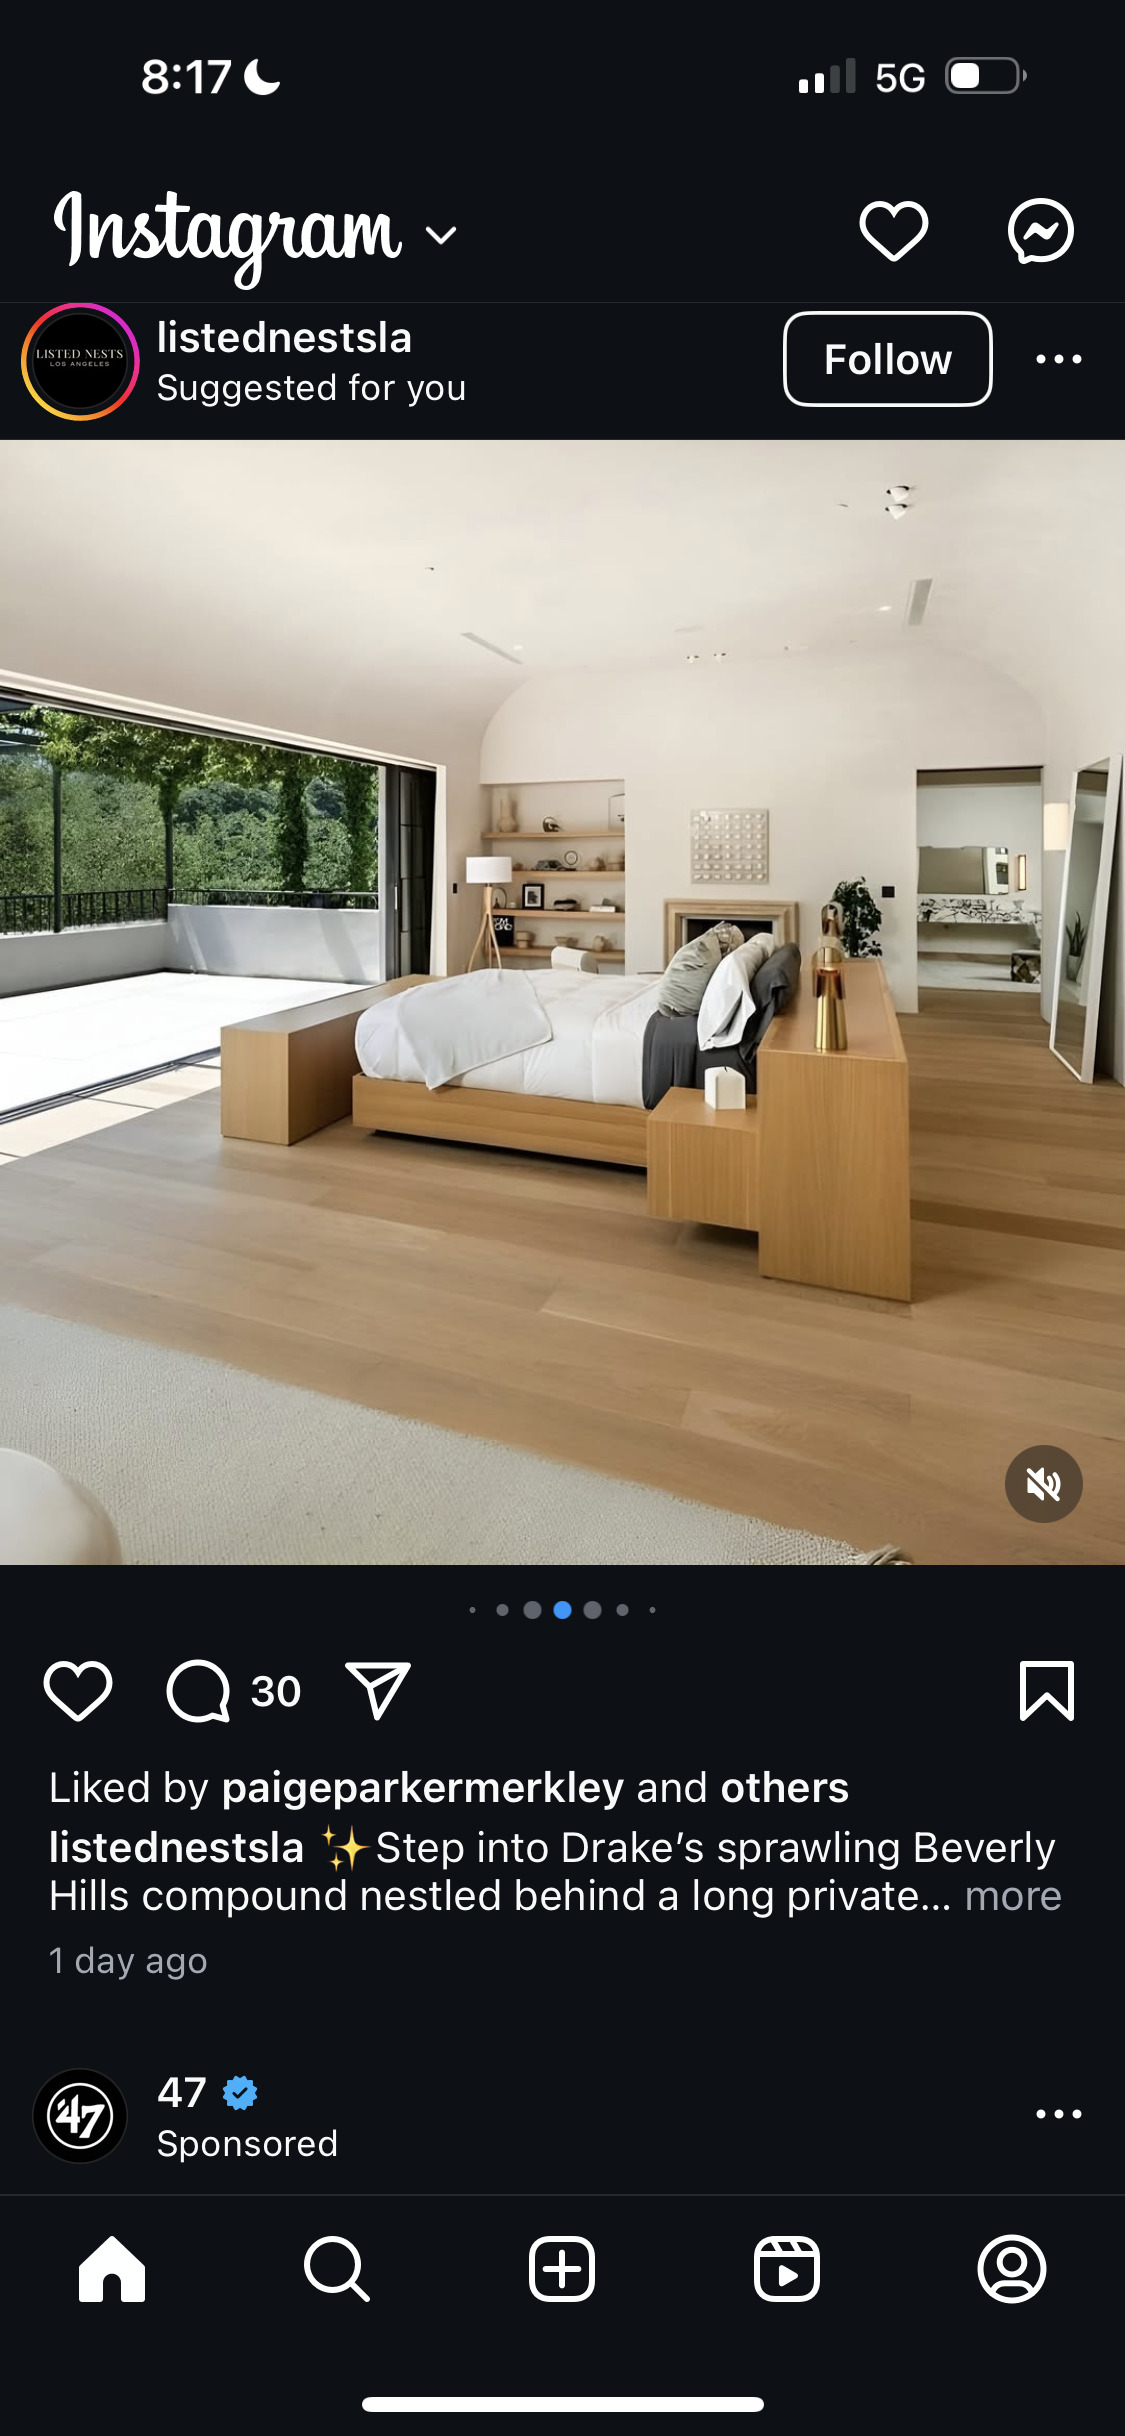 8:17
5G
Instagram
LISTED NESTS
LOS ANGELES
listednestsla
Suggested for you
Follow
30
Liked by paigeparkermerkley and others
listednestsla ✨Step into Drake’s sprawling Beverly
Hills compound nestled behind a long private... more
1 day ago
'47
47
Sponsored